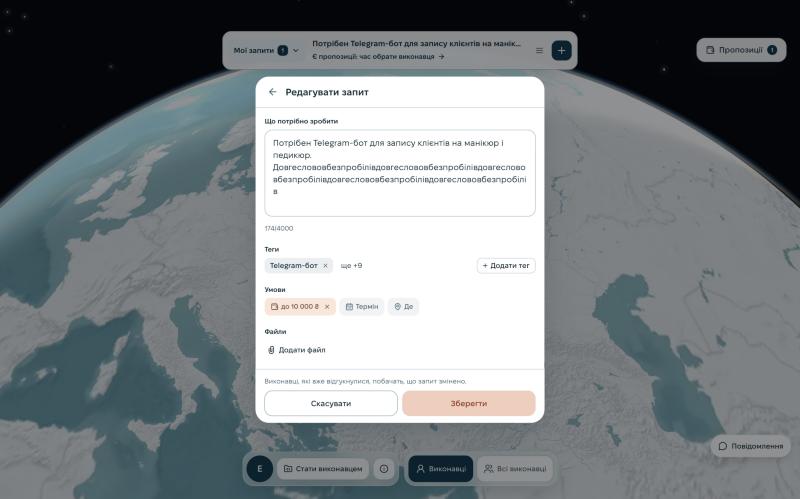 Мої запити 1
Потрібен Telegram-бот для запису клієнтів на манік...
Є пропозиції: час обрати виконавця →
Пропозиції 1
Редагувати запит
Що потрібно зробити
Потрібен Telegram-бот для запису клієнтів на манікюр і
педикюр.
Довгесловобезпробілівдовгесловобезпробілівдовгеслово
вбезпробілівдовгесловобезпробілівдовгесловобезпробілі
в
174/4000
Теги
Telegram-бот ×
ще +9
+ Додати тег
Умови
до 10 000 ₴ ×
Термін
Де
Файли
Додати файл
Виконавці, які вже відгукнулися, побачать, що запит змінено.
Скасувати
Зберегти
Повідомлення
Е
Стати виконавцем
Виконавці
Всі виконавці